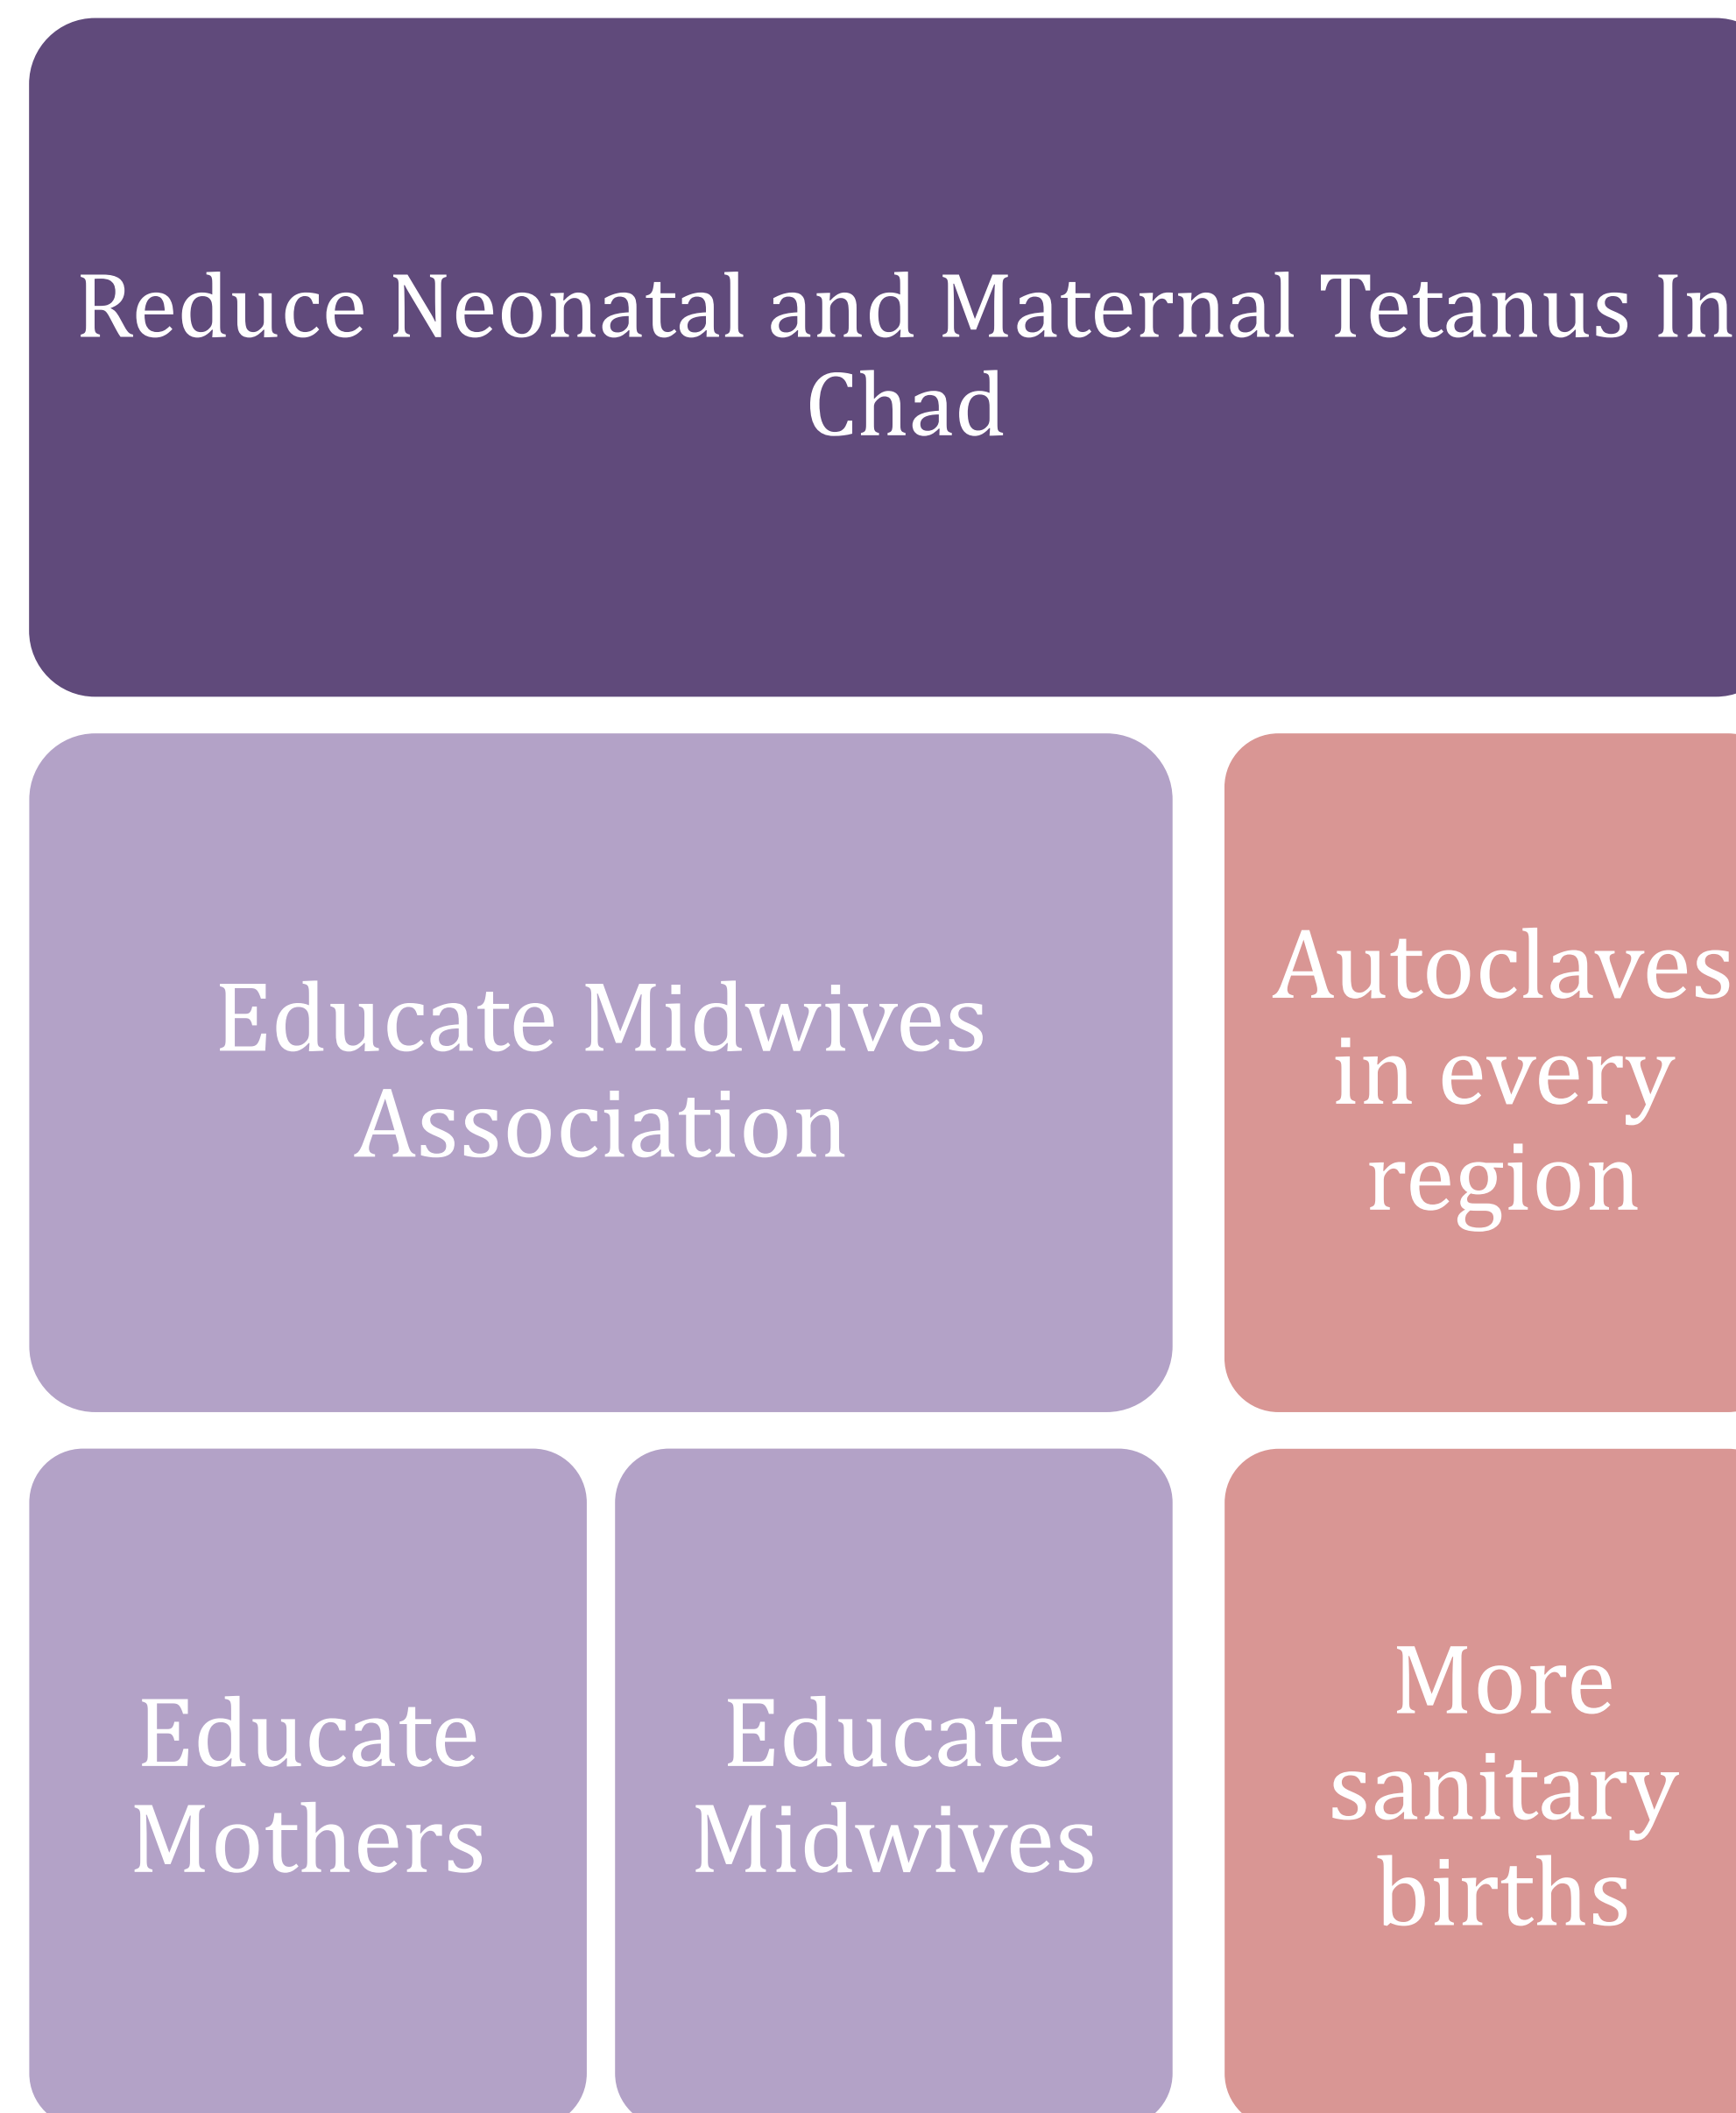 Reduce Neonatal and Maternal Tetanus In
Chad
Educate Midwives
Association
Autoclaves
in every
region
Educate
Mothers
Educate
Midwives
More
sanitary
births